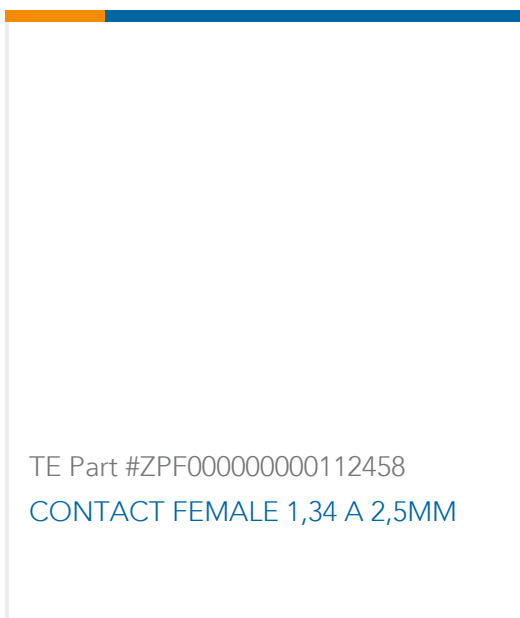 TE Part #ZPF000000000112458
CONTACT FEMALE 1,34 A 2,5MM